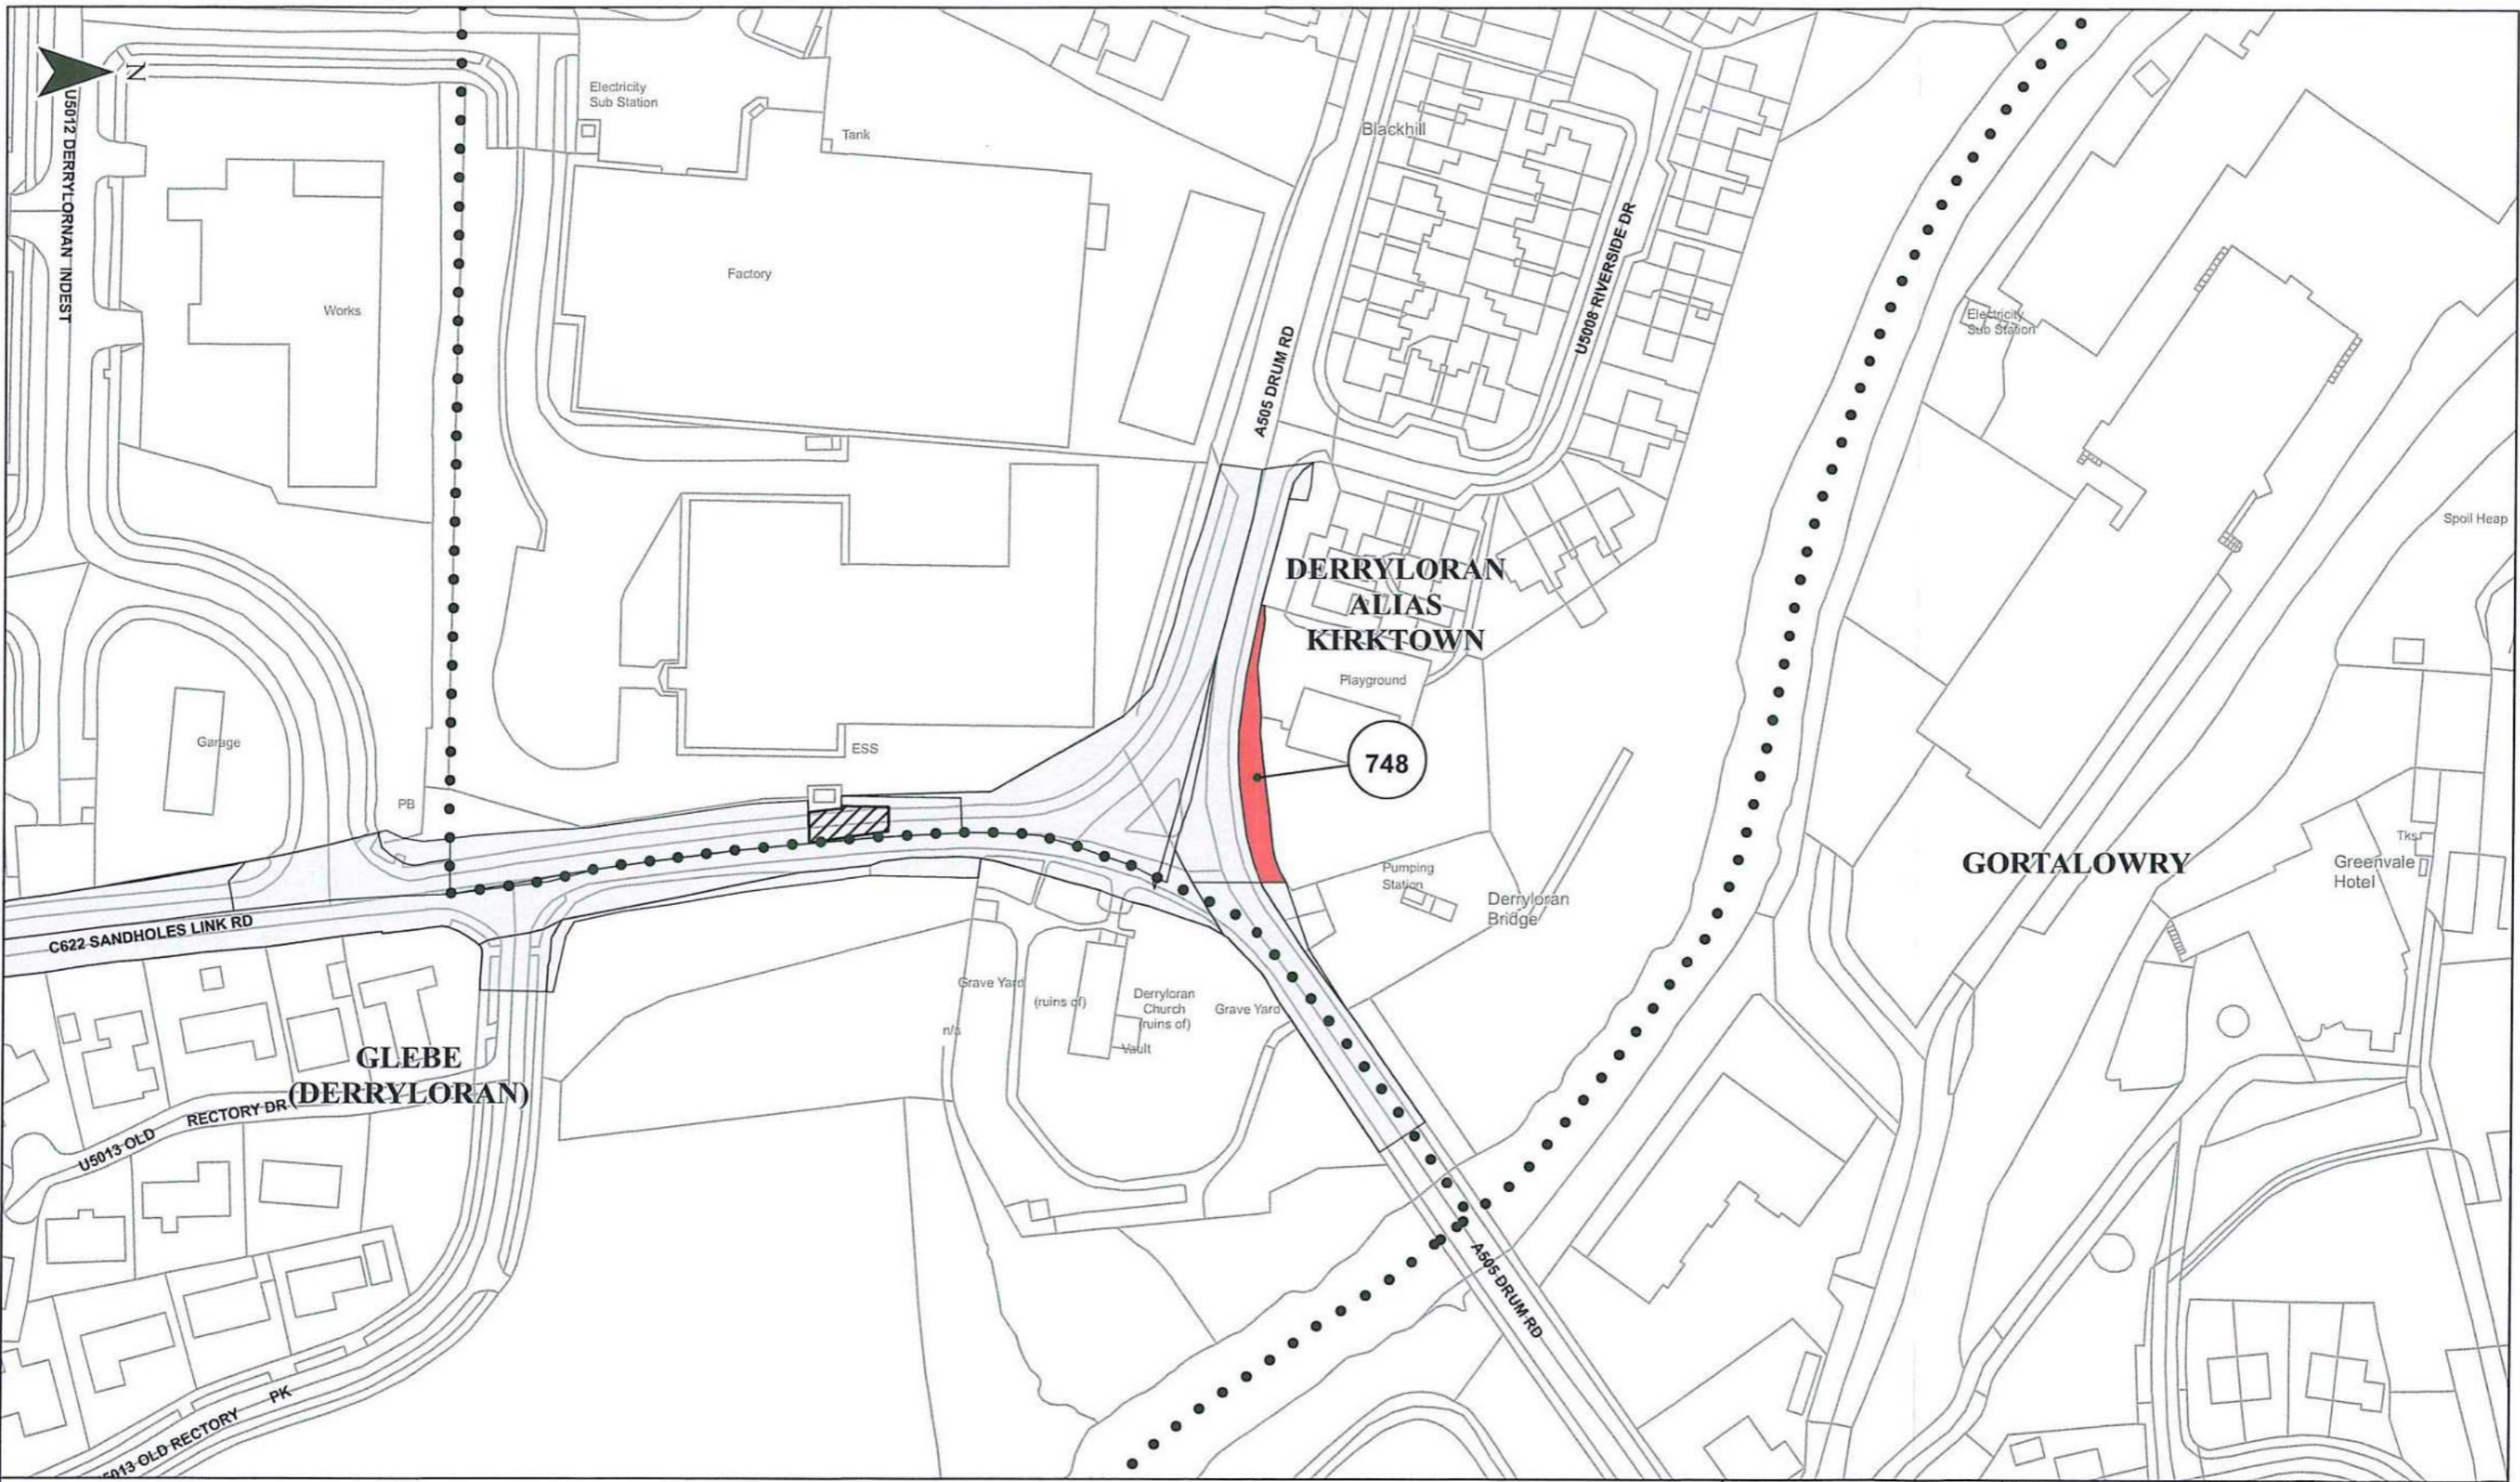 N
U5012 DERRYLORNAN INDEST
Electricity
Sub Station
Tank
Blackhill
Works
Factory
A505 DRUM RD
U5008 RIVERSIDE DR
Electricity
Sub Station
Spoil Heap
DERRYLORAN
ALIAS
KIRKTOWN
Playground
748
Garage
ESS
PB
Pumping
Station
Derryloran
Bridge
GORTALOWRY
Tks
Greenvale
Hotel
C622 SANDHOLES LINK RD
Grave Yard
(ruins of)
Derryloran
Church
(ruins of)
Grave Yard
n/a
Vault
GLEBE
(DERRYLORAN)
U5013 OLD RECTORY DR
A505 DRUM RD
5013 OLD RECTORY PK